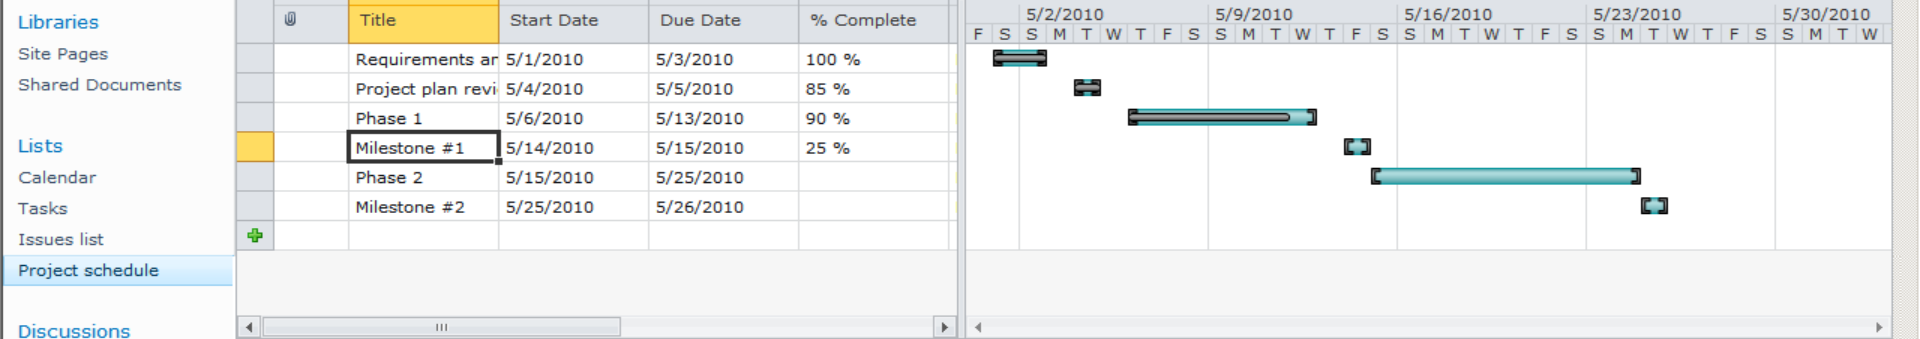 Libraries
Site Pages
Shared Documents
Lists
Calendar
Tasks
Issues list
Project schedule
Discussions
Title Start Date Due Date % Complete
Requirements an 5/1/2010 5/3/2010 100 %
Project plan revi 5/4/2010 5/5/2010 85 %
Phase 1 5/6/2010 5/13/2010 90 %
Milestone #1 5/14/2010 5/15/2010 25 %
Phase 2 5/15/2010 5/25/2010
Milestone #2 5/25/2010 5/26/2010
5/2/2010 5/9/2010 5/16/2010 5/23/2010 5/30/2010
F S S M T W T F S S M T W T F S S M T W T F S S M T W T F S S M T W